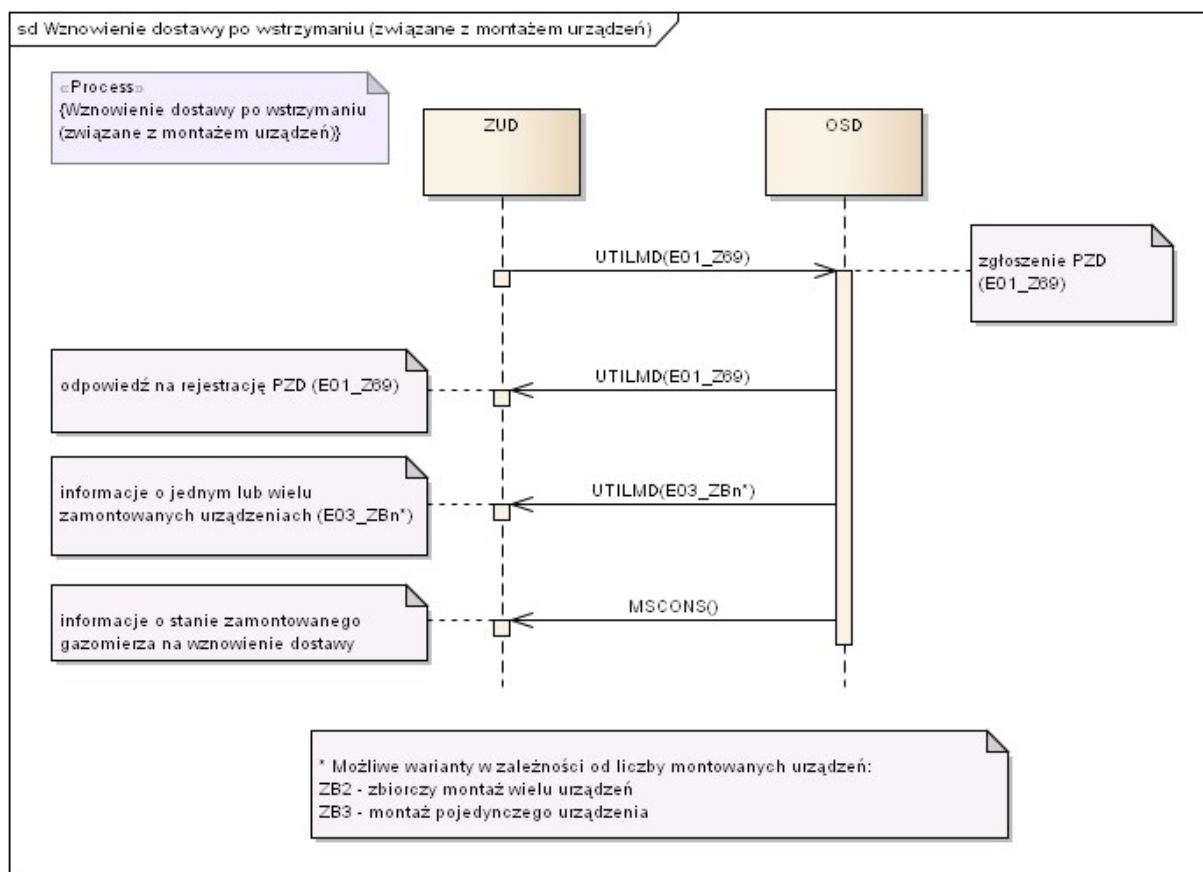 sd Wznowienie dostawy po wstrzymaniu (związane z montażem urządzeń)
«Process»
{Wznowienie dostawy po wstrzymaniu
(związane z montażem urządzeń)}
ZUD
OSD
UTILMD(E01_Z69)
zgłoszenie PZD
(E01_Z69)
odpowiedź na rejestrację PZD (E01_Z69)
UTILMD(E01_Z69)
informacje o jednym lub wielu
zamontowanych urządzeniach (E03_ZBn*)
UTILMD(E03_ZBn*)
informacje o stanie zamontowanego
gazomierza na wznowienie dostawy
MSCONS()
* Możliwe warianty w zależności od liczby montowanych urządzeń:
ZB2 - zbiorczy montaż wielu urządzeń
ZB3 - montaż pojedynczego urządzenia